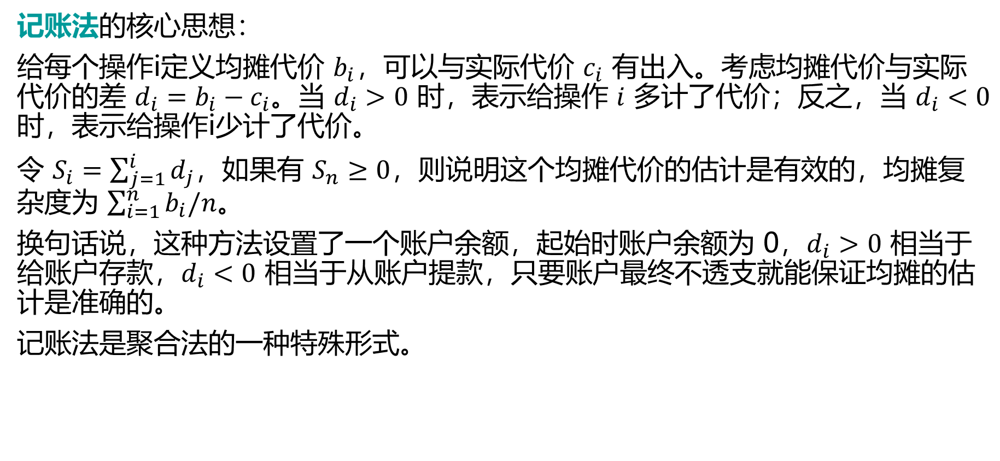 记账法的核心思想：
给每个操作i定义均摊代价 $b_i$，可以与实际代价 $c_i$ 有出入。考虑均摊代价与实际
代价的差 $d_i = b_i - c_i$。当 $d_i > 0$ 时，表示给操作 $i$ 多计了代价；反之，当 $d_i < 0$
时，表示给操作i少计了代价。
令 $S_i = \sum_{j=1}^{i} d_j$，如果有 $S_n \geq 0$，则说明这个均摊代价的估计是有效的，均摊复
杂度为 $\sum_{i=1}^{n} b_i/n$。
换句话说，这种方法设置了一个账户余额，起始时账户余额为 0，$d_i > 0$ 相当于
给账户存款，$d_i < 0$ 相当于从账户提款，只要账户最终不透支就能保证均摊的估
计是准确的。
记账法是聚合法的一种特殊形式。